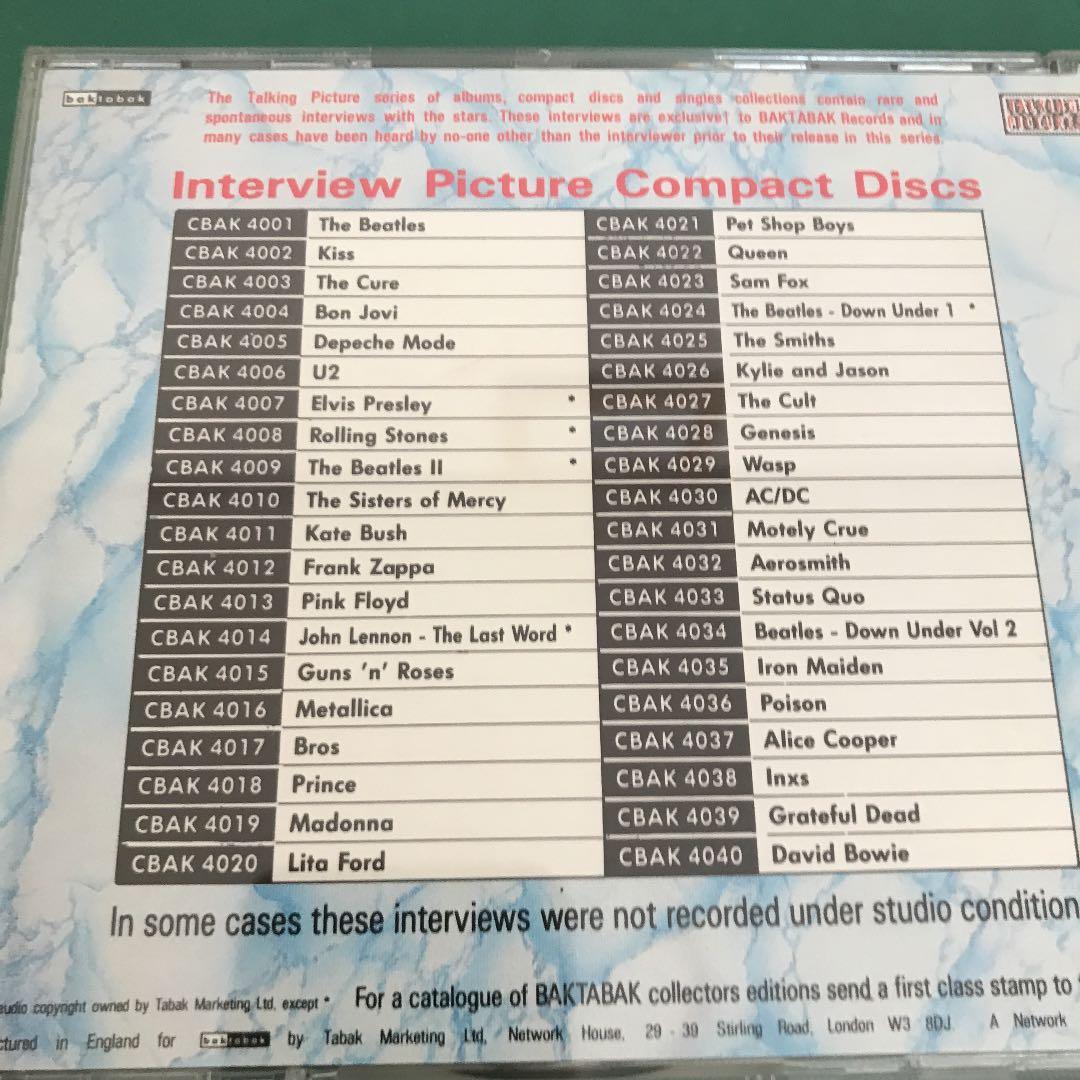 baktabak
The Talking Picture series of albums, compact discs and singles collections contain rare and
spontaneous interviews with the stars. These interviews are exclusive† to BAKTABAK Records and in
many cases have been heard by no-one other than the interviewer prior to their release in this series.
Interview Picture Compact Discs
CBAK 4001 The Beatles
CBAK 4002 Kiss
CBAK 4003 The Cure
CBAK 4004 Bon Jovi
CBAK 4005 Depeche Mode
CBAK 4006 U2
CBAK 4007 Elvis Presley *
CBAK 4008 Rolling Stones *
CBAK 4009 The Beatles II *
CBAK 4010 The Sisters of Mercy
CBAK 4011 Kate Bush
CBAK 4012 Frank Zappa
CBAK 4013 Pink Floyd
CBAK 4014 John Lennon - The Last Word *
CBAK 4015 Guns 'n' Roses
CBAK 4016 Metallica
CBAK 4017 Bros
CBAK 4018 Prince
CBAK 4019 Madonna
CBAK 4020 Lita Ford
CBAK 4021 Pet Shop Boys
CBAK 4022 Queen
CBAK 4023 Sam Fox
CBAK 4024 The Beatles - Down Under 1 *
CBAK 4025 The Smiths
CBAK 4026 Kylie and Jason
CBAK 4027 The Cult
CBAK 4028 Genesis
CBAK 4029 Wasp
CBAK 4030 AC/DC
CBAK 4031 Motely Crue
CBAK 4032 Aerosmith
CBAK 4033 Status Quo
CBAK 4034 Beatles - Down Under Vol 2
CBAK 4035 Iron Maiden
CBAK 4036 Poison
CBAK 4037 Alice Cooper
CBAK 4038 Inxs
CBAK 4039 Grateful Dead
CBAK 4040 David Bowie
In some cases these interviews were not recorded under studio condition
audio copyright owned by Tabak Marketing Ltd, except * For a catalogue of BAKTABAK collectors editions send a first class stamp to
ctured in England for baktabak by Tabak Marketing Ltd, Network House, 29 - 39 Stirling Road, London W3 8DJ. A Network